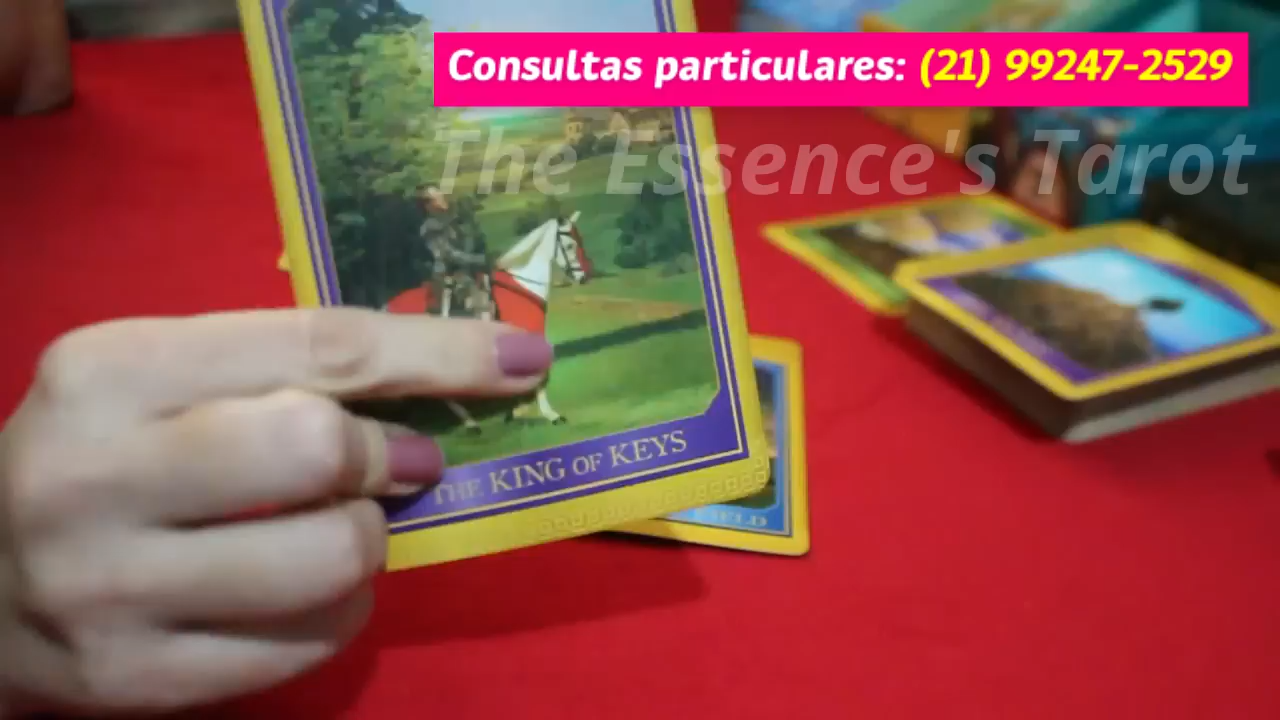 Consultas particulares: (21) 99247-2529
The Essence's Tarot
THE KING OF KEYS